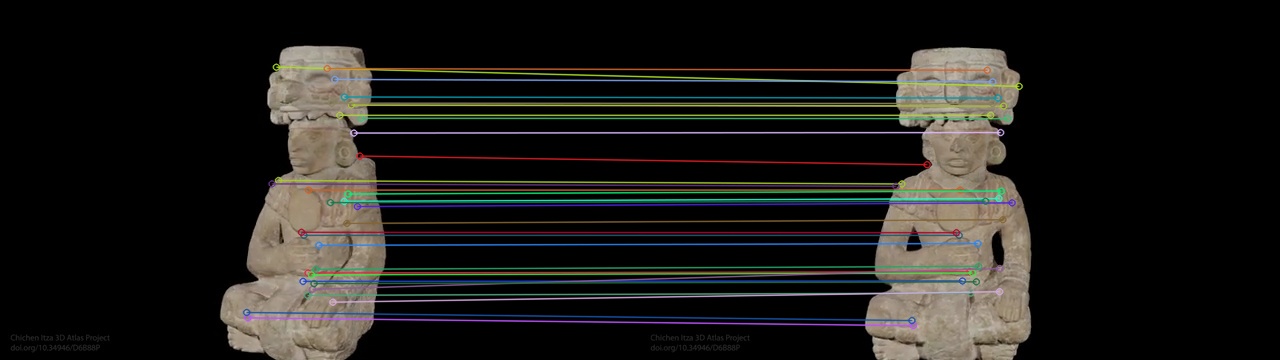 Chichen Itza 3D Atlas Project
doi.org/10.34946/D6B88P
Chichen Itza 3D Atlas Project
doi.org/10.34946/D6B88P